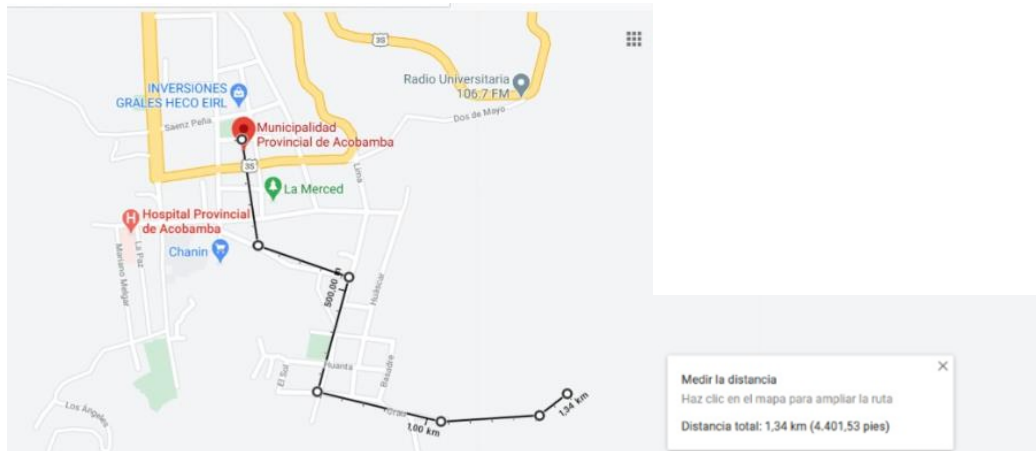 35
Radio Universitaria
106.7 FM
INVERSIONES
GRALES HECO EIRL
Dos de Mayo
Saenz Peña
Municipalidad
Provincial de Acobamba
35
Lima
La Merced
Hospital Provincial
de Acobamba
La Paz
Chanin
Mariano Melgar
500,00 m
Huáscar
Huanta
El Sol
Basadre
Los Ángeles
1,00 km
1,34 km
Medir la distancia
Haz clic en el mapa para ampliar la ruta
Distancia total: 1,34 km (4.401,53 pies)